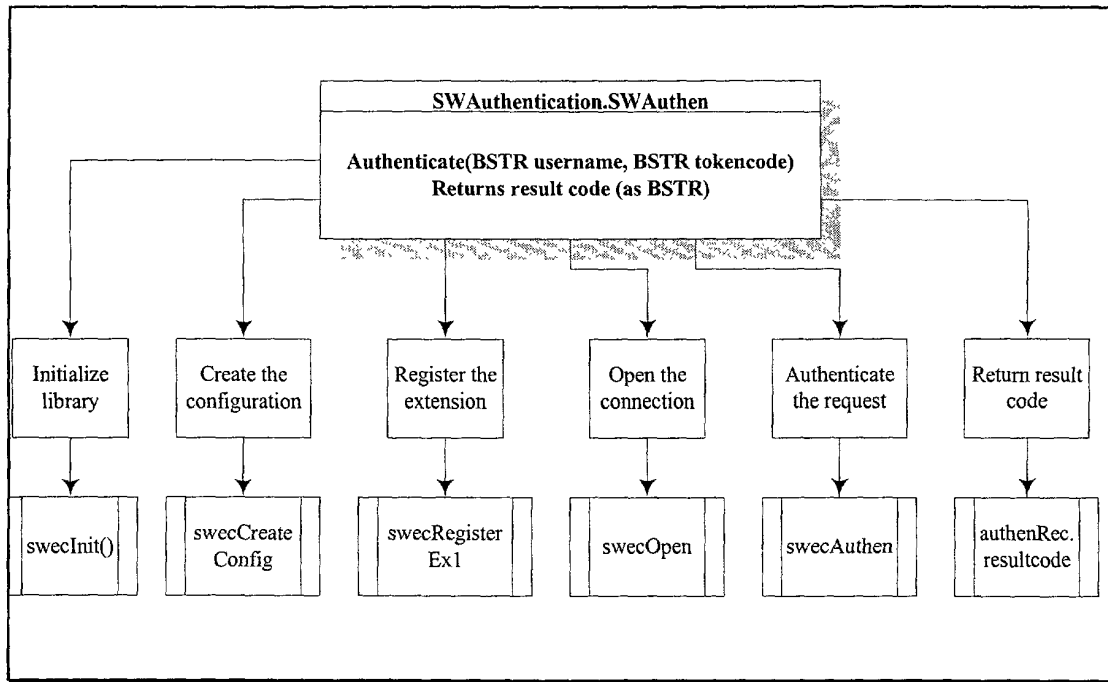 SWAuthentication.SWAuthen
Authenticate(BSTR username, BSTR tokencode)
Returns result code (as BSTR)
Initialize
library
Create the
configuration
Register the
extension
Open the
connection
Authenticate
the request
Return result
code
swecInit()
swecCreate
Config
swecRegister
Ex1
swecOpen
swecAuthen
authenRec.
resultcode